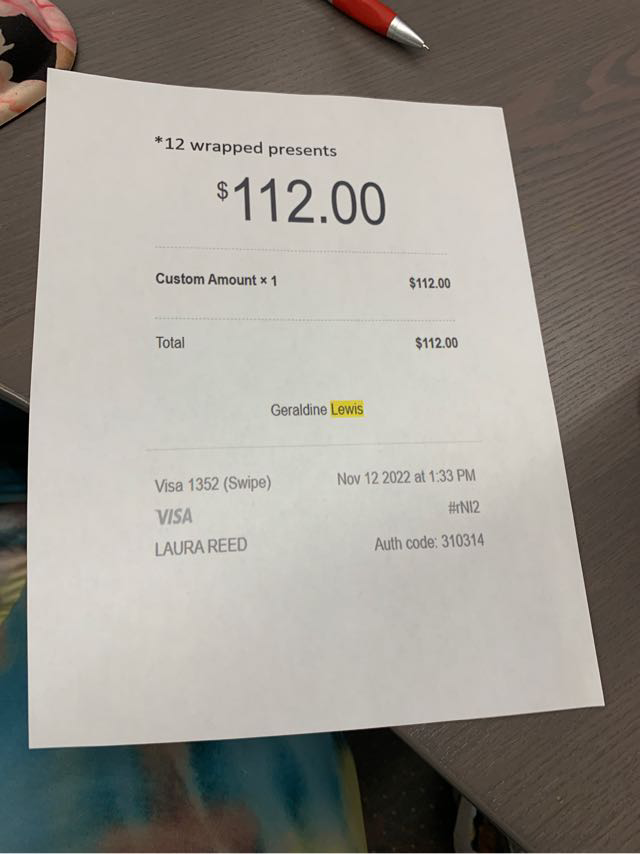 *12 wrapped presents
$112.00
Custom Amount × 1 $112.00
Total $112.00
Geraldine Lewis
Visa 1352 (Swipe) Nov 12 2022 at 1:33 PM
VISA #rNI2
LAURA REED Auth code: 310314